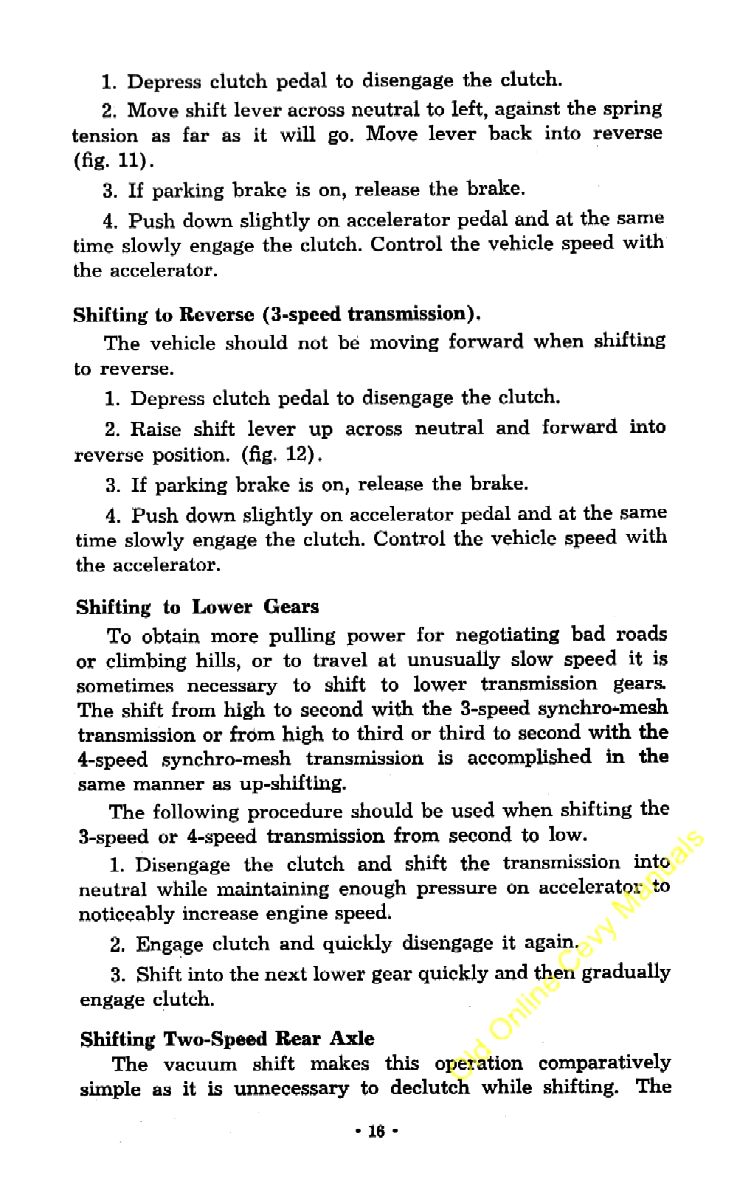 1. Depress clutch pedal to disengage the clutch.
2. Move shift lever across neutral to left, against the spring
tension as far as it will go. Move lever back into reverse
(fig. 11).
3. If parking brake is on, release the brake.
4. Push down slightly on accelerator pedal and at the same
time slowly engage the clutch. Control the vehicle speed with
the accelerator.
Shifting to Reverse (3-speed transmission).
The vehicle should not be moving forward when shifting
to reverse.
1. Depress clutch pedal to disengage the clutch.
2. Raise shift lever up across neutral and forward into
reverse position. (fig. 12).
3. If parking brake is on, release the brake.
4. Push down slightly on accelerator pedal and at the same
time slowly engage the clutch. Control the vehicle speed with
the accelerator.
Shifting to Lower Gears
To obtain more pulling power for negotiating bad roads
or climbing hills, or to travel at unusually slow speed it is
sometimes necessary to shift to lower transmission gears.
The shift from high to second with the 3-speed synchro-mesh
transmission or from high to third or third to second with the
4-speed synchro-mesh transmission is accomplished in the
same manner as up-shifting.
The following procedure should be used when shifting the
3-speed or 4-speed transmission from second to low.
1. Disengage the clutch and shift the transmission into
neutral while maintaining enough pressure on accelerator to
noticeably increase engine speed.
2. Engage clutch and quickly disengage it again.
3. Shift into the next lower gear quickly and then gradually
engage clutch.
Shifting Two-Speed Rear Axle
The vacuum shift makes this operation comparatively
simple as it is unnecessary to declutch while shifting. The
• 16 •
Old Online Cevy Manuals